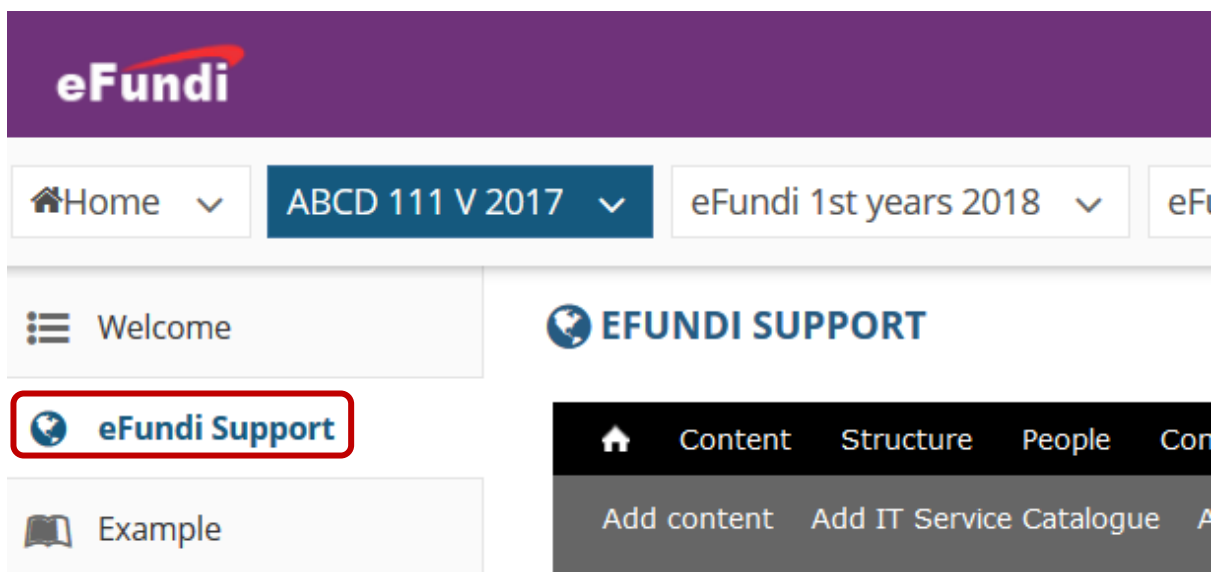 eFundi
Home ABCD 111 V 2017 eFundi 1st years 2018
Welcome
EFUNDI SUPPORT
eFundi Support
Content Structure People
Example
Add content Add IT Service Catalogue